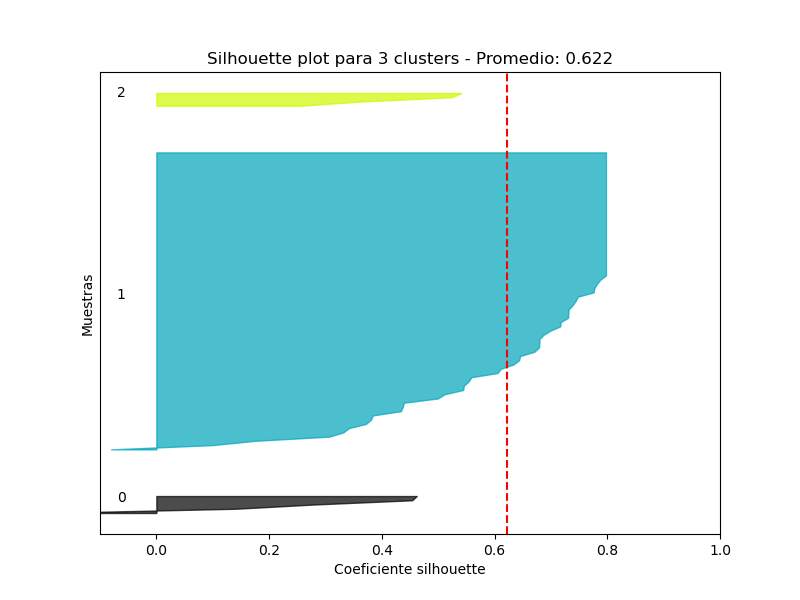 Silhouette plot para 3 clusters - Promedio: 0.622
2
1
0
Muestras
0.0 0.2 0.4 0.6 0.8 1.0
Coeficiente silhouette